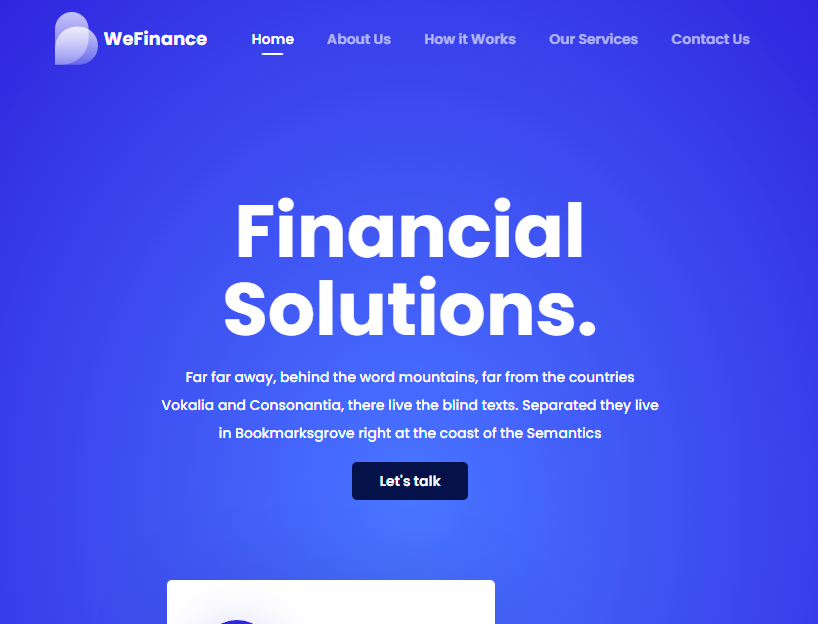 WeFinance Home About Us How it Works Our Services Contact Us
Financial
Solutions.
Far far away, behind the word mountains, far from the countries
Vokalia and Consonantia, there live the blind texts. Separated they live
in Bookmarksgrove right at the coast of the Semantics
Let's talk